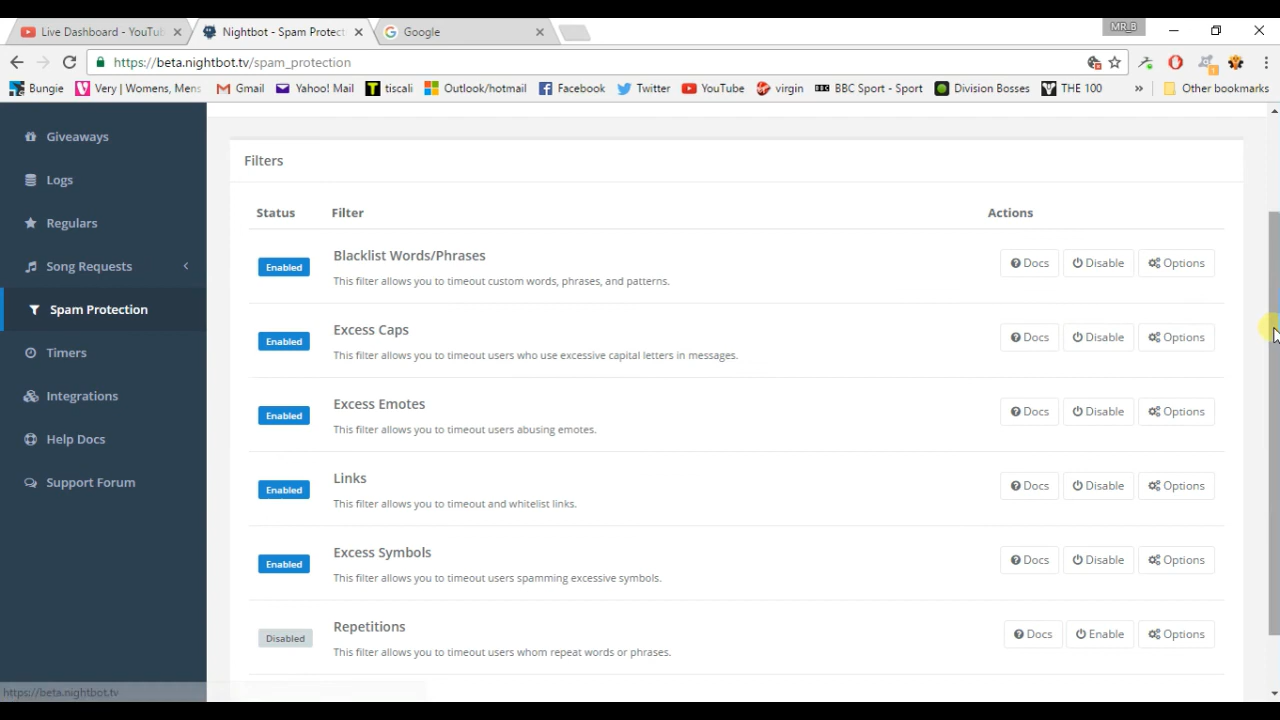 Live Dashboard - YouTu
Nightbot - Spam Protect
Google
MR_B
https://beta.nightbot.tv/spam_protection
Bungie
Very | Womens, Mens
Gmail
Yahoo! Mail
tiscali
Outlook/hotmail
Facebook
Twitter
YouTube
virgin
BBC Sport - Sport
Division Bosses
THE 100
»
Other bookmarks
Giveaways
Logs
Regulars
Song Requests
Spam Protection
Timers
Integrations
Help Docs
Support Forum
Filters
Status Filter Actions
Enabled Blacklist Words/Phrases Docs Disable Options
This filter allows you to timeout custom words, phrases, and patterns.
Enabled Excess Caps Docs Disable Options
This filter allows you to timeout users who use excessive capital letters in messages.
Enabled Excess Emotes Docs Disable Options
This filter allows you to timeout users abusing emotes.
Enabled Links Docs Disable Options
This filter allows you to timeout and whitelist links.
Enabled Excess Symbols Docs Disable Options
This filter allows you to timeout users spamming excessive symbols.
Disabled Repetitions Docs Enable Options
This filter allows you to timeout users whom repeat words or phrases.
https://beta.nightbot.tv